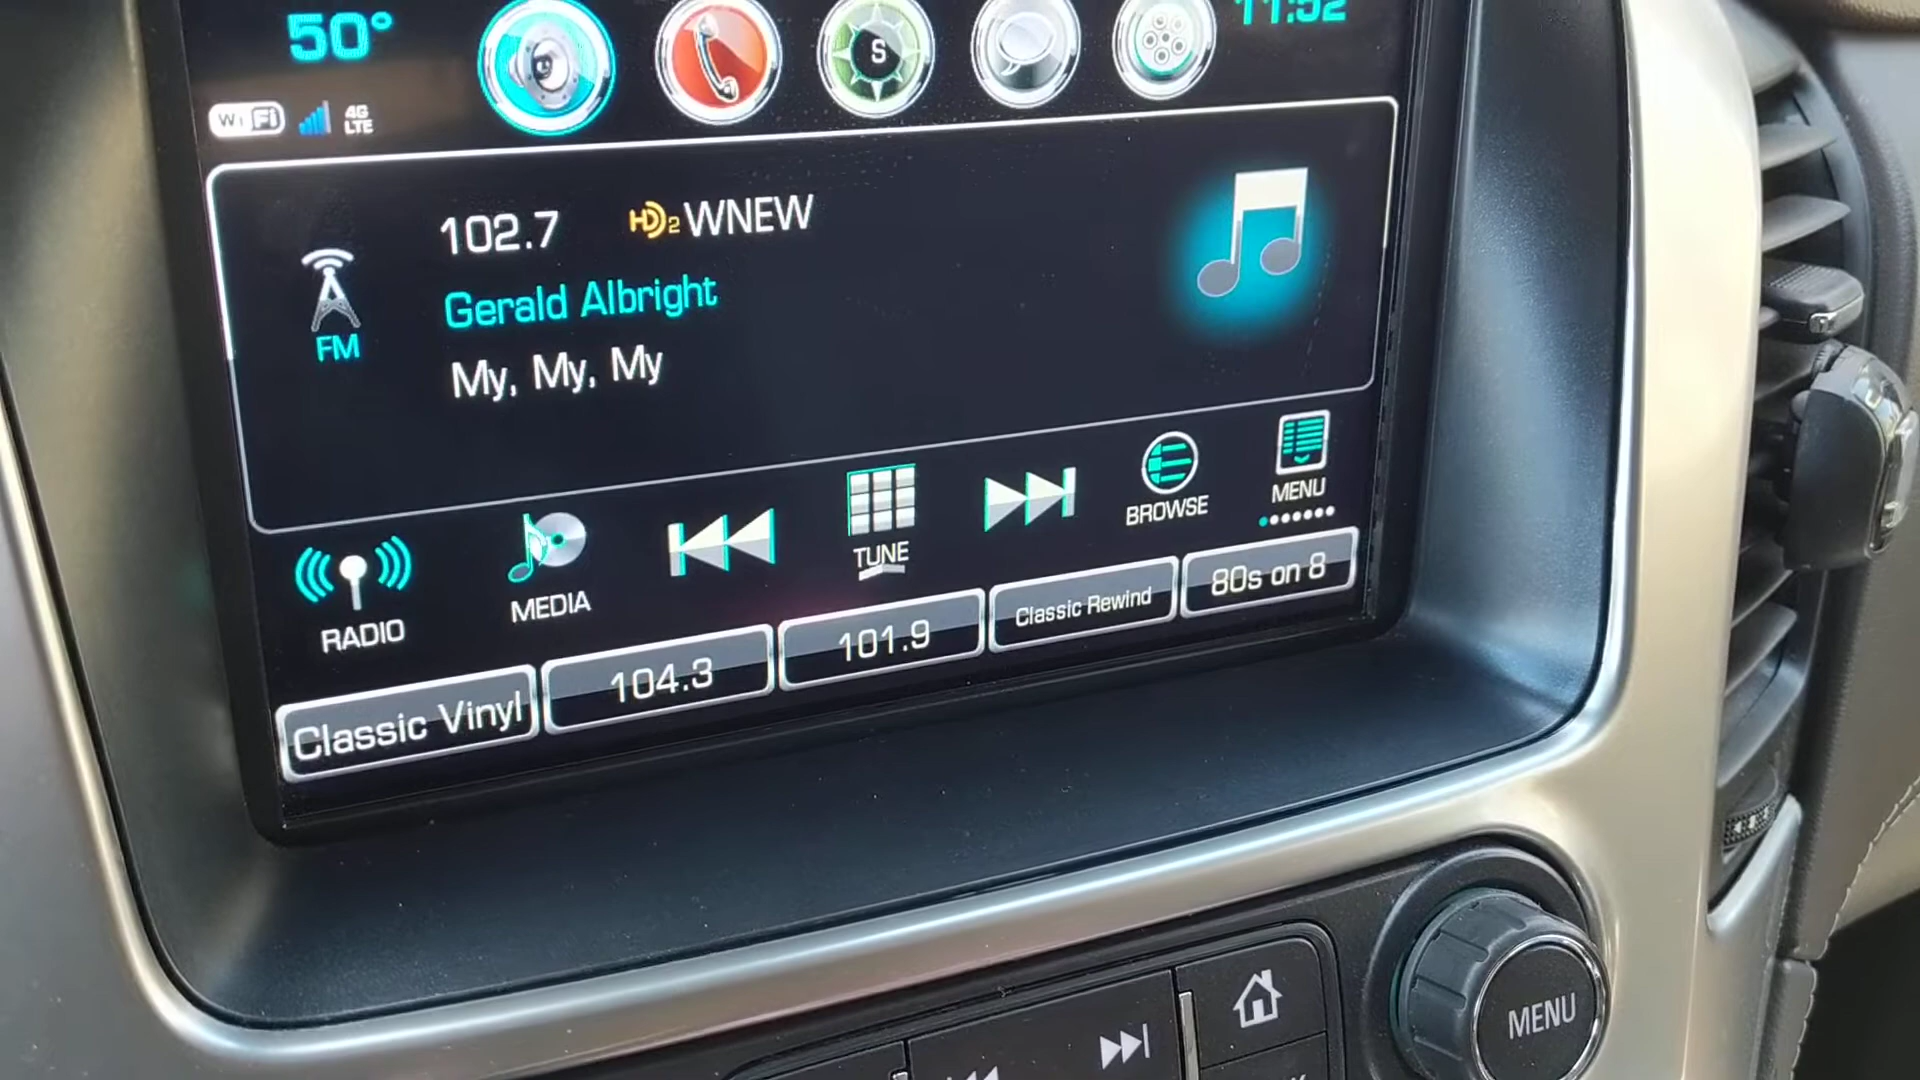 50° 11:52
WiFi 4G LTE
S
102.7 HD2 WNEW
FM
Gerald Albright
My, My, My
RADIO
MEDIA
TUNE
BROWSE
MENU
Classic Vinyl
104.3
101.9
Classic Rewind
80s on 8
MENU